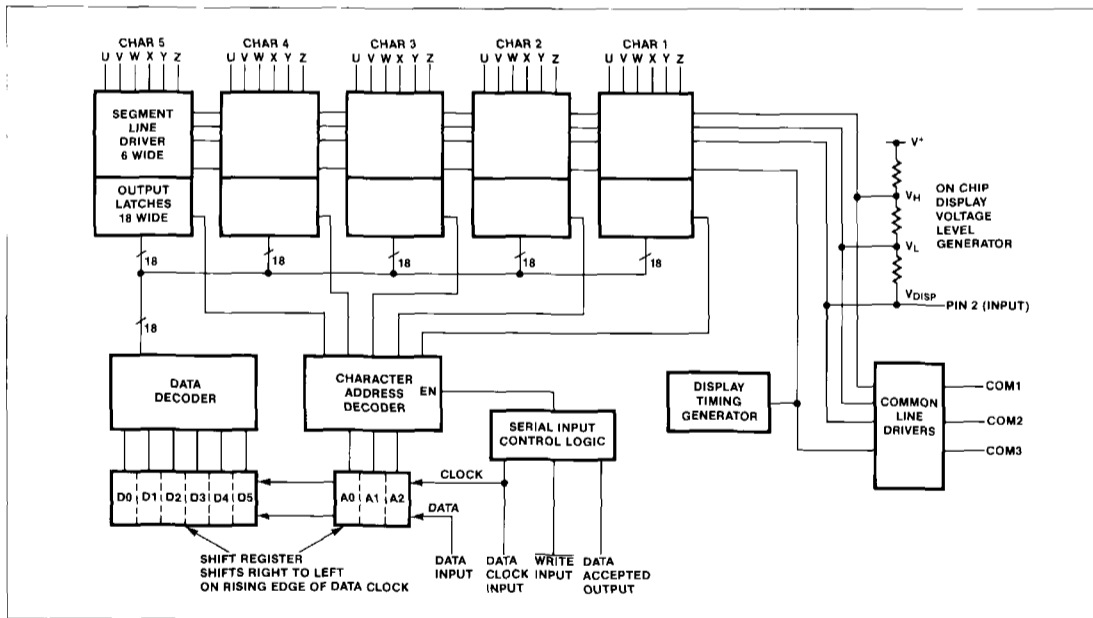 CHAR 5 CHAR 4 CHAR 3 CHAR 2 CHAR 1
U V W X Y Z U V W X Y Z U V W X Y Z U V W X Y Z U V W X Y Z
SEGMENT
LINE
DRIVER
6 WIDE
OUTPUT
LATCHES
18 WIDE
V+
VH
VL
VDISP
ON CHIP
DISPLAY
VOLTAGE
LEVEL
GENERATOR
PIN 2 (INPUT)
18 18 18 18 18
18
DATA
DECODER
CHARACTER
ADDRESS
DECODER
EN
DISPLAY
TIMING
GENERATOR
COMMON
LINE
DRIVERS
COM1
COM2
COM3
SERIAL INPUT
CONTROL LOGIC
D0 D1 D2 D3 D4 D5
A0 A1 A2
CLOCK
DATA
SHIFT REGISTER
SHIFTS RIGHT TO LEFT
ON RISING EDGE OF DATA CLOCK
DATA
INPUT
DATA
CLOCK
INPUT
WRITE
INPUT
DATA
ACCEPTED
OUTPUT